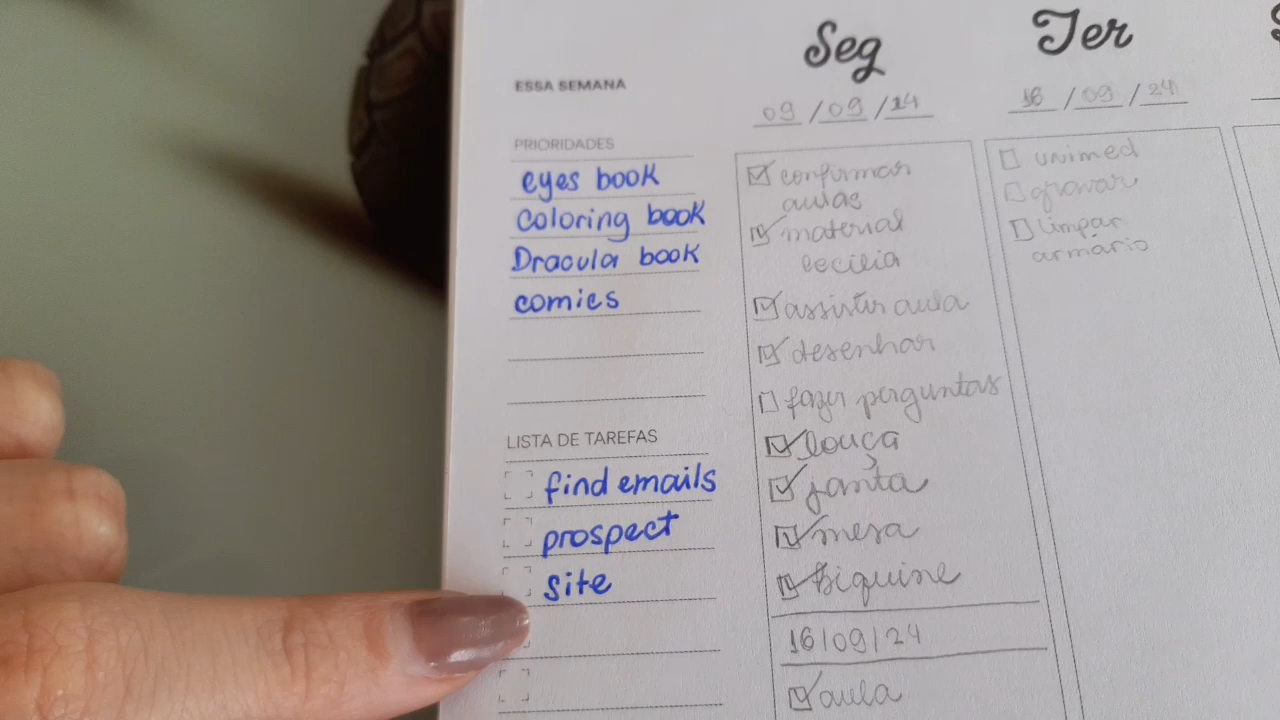 ESSA SEMANA
PRIORIDADES
eyes book
coloring book
Dracula book
comics
LISTA DE TAREFAS
find emails
prospect
site
Seg
09/09/24
confirmar
aulas
material
Cecilia
assistir aula
desenhar
fazer perguntas
louça
janta
mesa
biquine
16/09/24
aula
Ter
16/09/24
unimed
gravar
limpar
armário